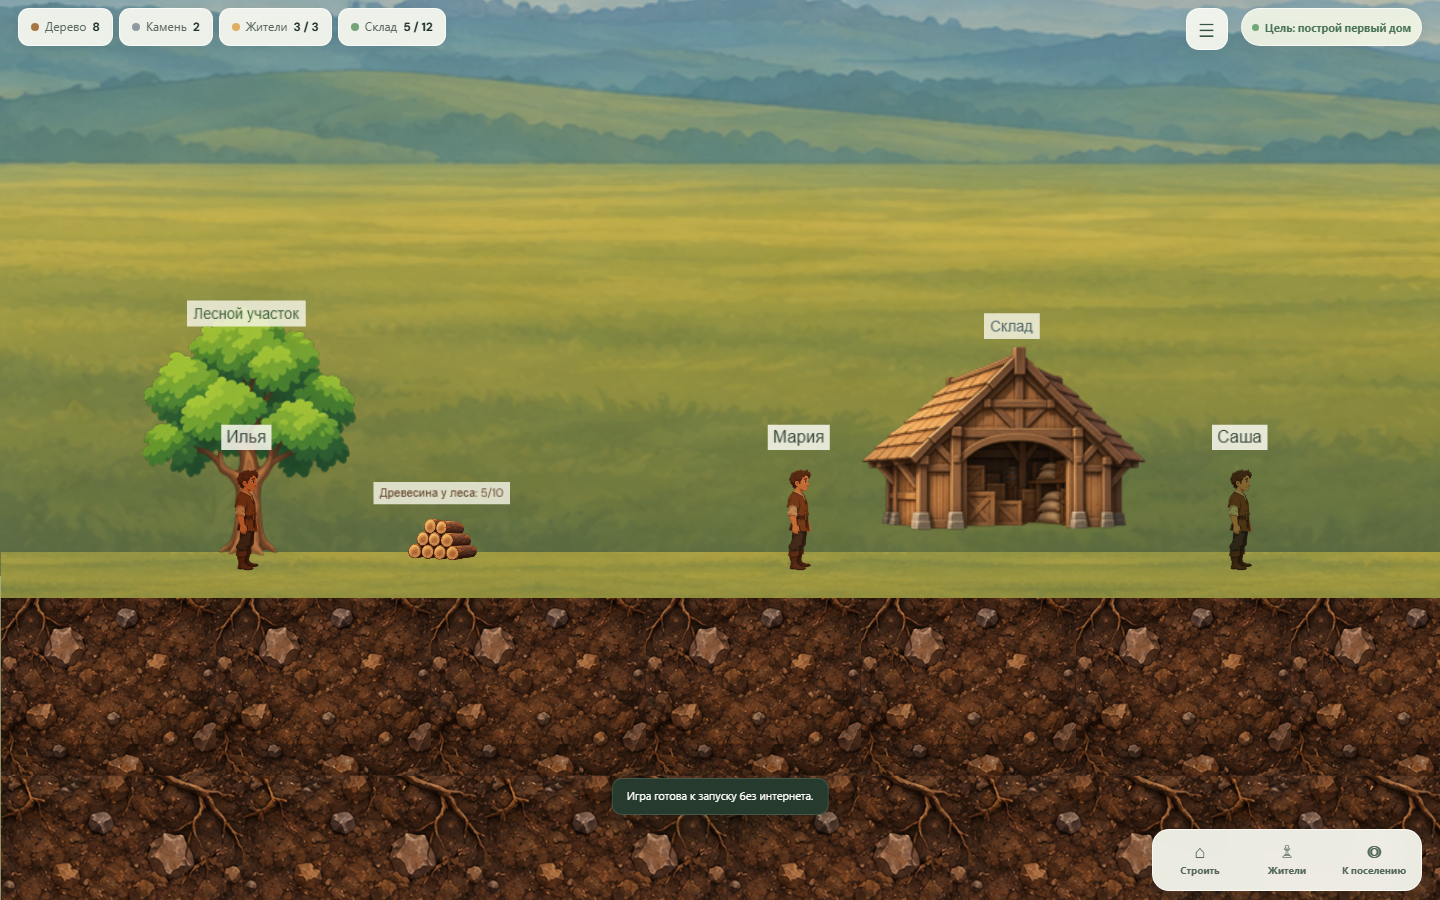 Дерево 8
Камень 2
Жители 3 / 3
Склад 5 / 12
Цель: построй первый дом
Лесной участок
Склад
Илья
Мария
Саша
Древесина у леса: 5/10
Игра готова к запуску без интернета.
Строить
Жители
К поселению